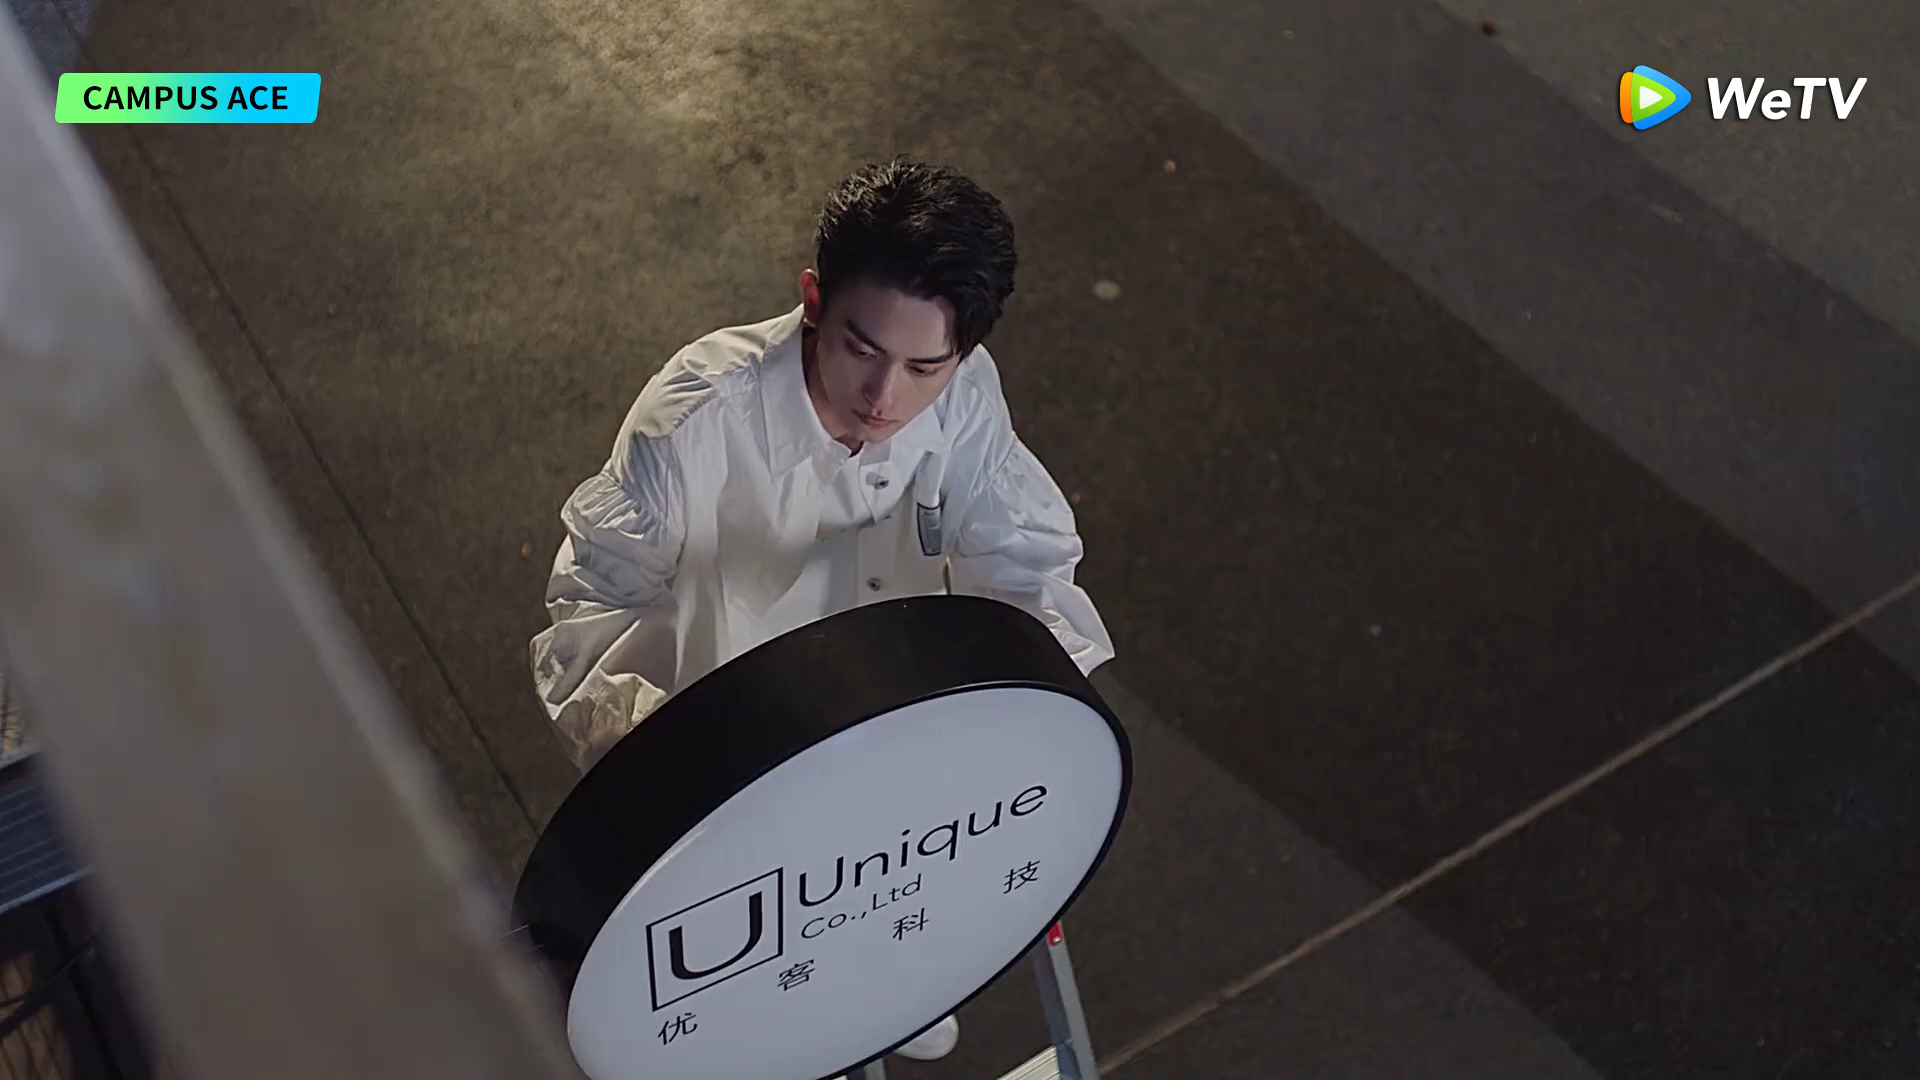 CAMPUS ACE
WeTV
U
Unique
Co.,Ltd
优客科技